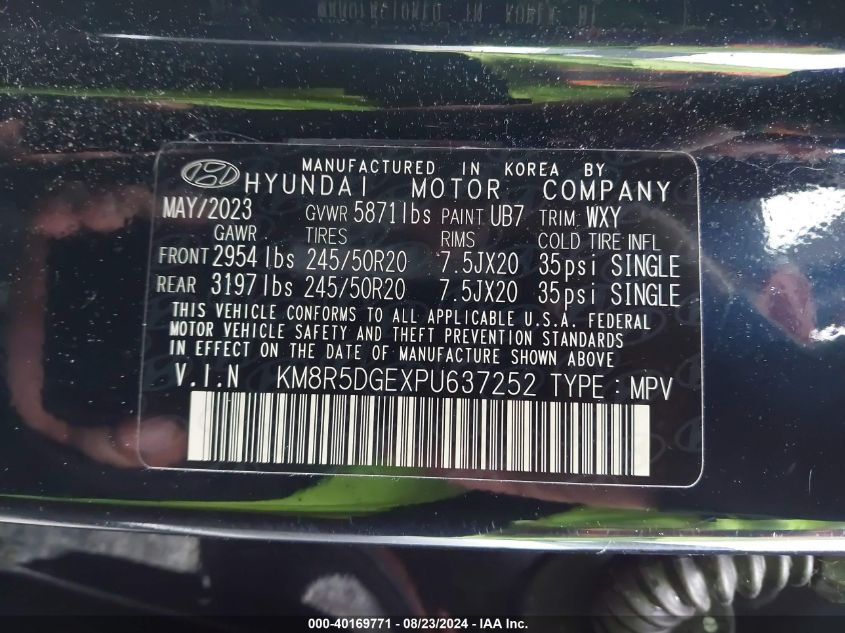 MANUFACTURED IN KOREA BY
HYUNDAI MOTOR COMPANY
MAY/2023 GVWR 5871lbs PAINT UB7 TRIM WXY
GAWR TIRES RIMS COLD TIRE INFL
FRONT 2954lbs 245/50R20 7.5JX20 35psi SINGLE
REAR 3197lbs 245/50R20 7.5JX20 35psi SINGLE
THIS VEHICLE CONFORMS TO ALL APPLICABLE U.S.A. FEDERAL
MOTOR VEHICLE SAFETY AND THEFT PREVENTION STANDARDS
IN EFFECT ON THE DATE OF MANUFACTURE SHOWN ABOVE
V.I.N KM8R5DGEXPU637252 TYPE : MPV
000-40169771 - 08/23/2024 - IAA Inc.